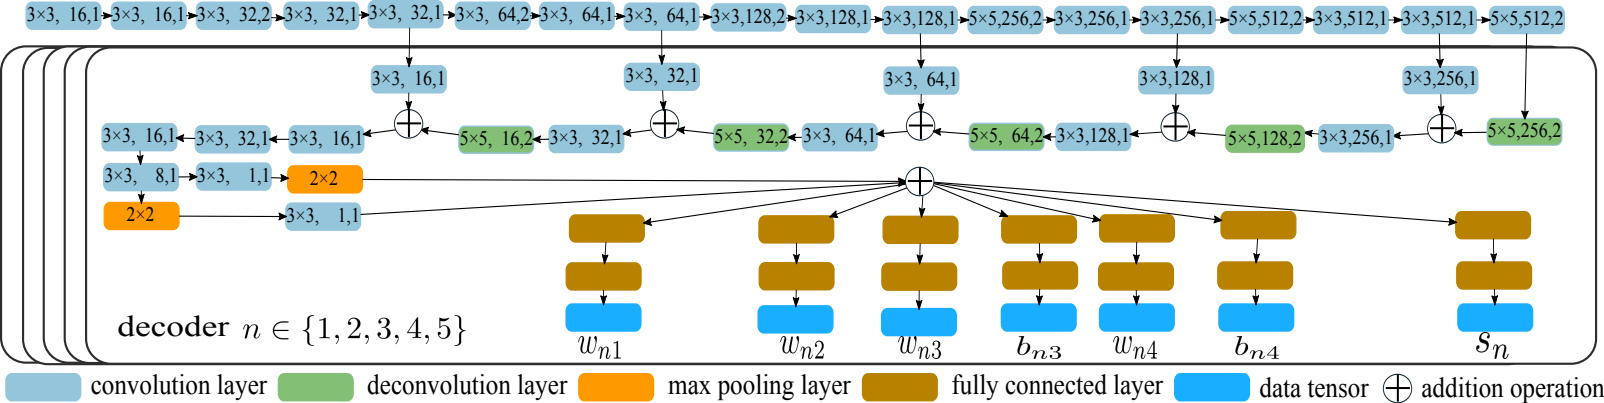 3×3, 16,1 3×3, 16,1 3×3, 32,2 3×3, 32,1 3×3, 32,1 3×3, 64,2 3×3, 64,1 3×3, 64,1 3×3,128,2 3×3,128,1 3×3,128,1 5×5,256,2 3×3,256,1 3×3,256,1 5×5,512,2 3×3,512,1 3×3,512,1 5×5,512,2
3×3, 16,1 3×3, 32,1 3×3, 64,1 3×3,128,1 3×3,256,1
3×3, 16,1 3×3, 32,1 3×3, 16,1 5×5, 16,2 3×3, 32,1 5×5, 32,2 3×3, 64,1 5×5, 64,2 3×3,128,1 5×5,128,2 3×3,256,1 5×5,256,2
3×3, 8,1 3×3, 1,1 2×2
2×2 3×3, 1,1
decoder n ∈ {1, 2, 3, 4, 5}
w_{n1} w_{n2} w_{n3} b_{n3} w_{n4} b_{n4} s_n
convolution layer deconvolution layer max pooling layer fully connected layer data tensor addition operation